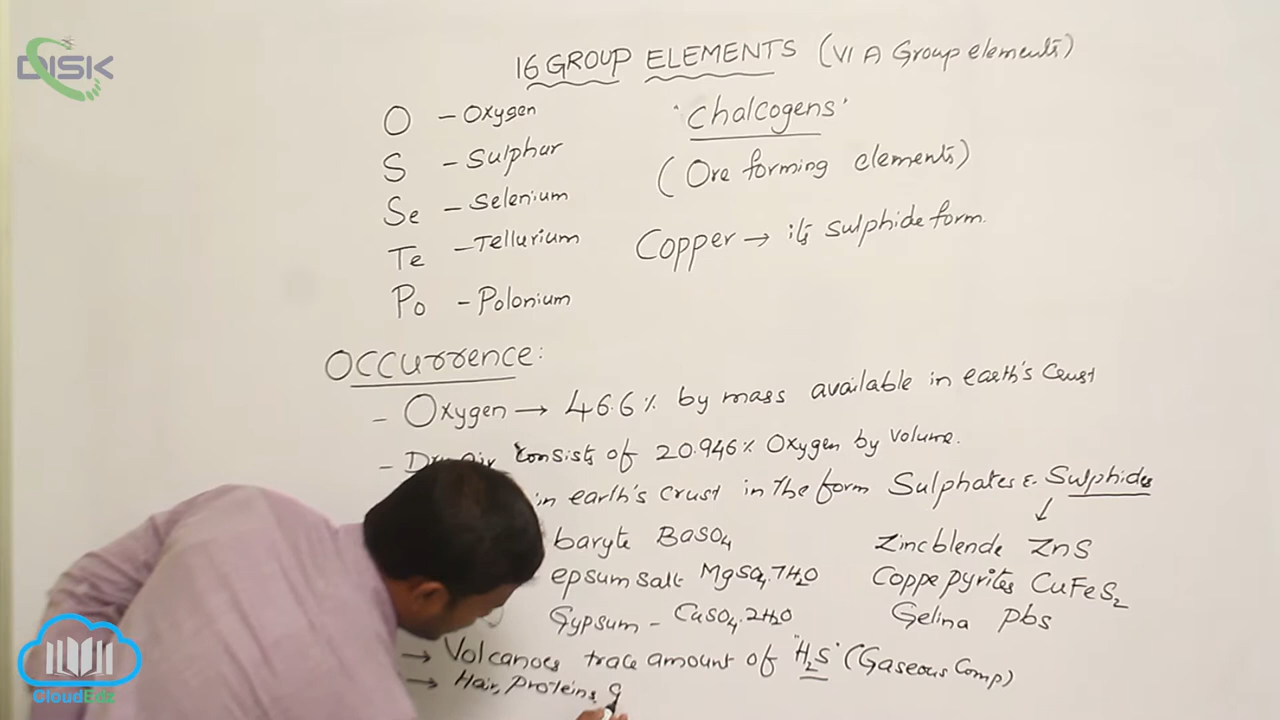 DISK
16 GROUP ELEMENTS (VI A Group elements)
O - Oxygen
'Chalcogens'
S - Sulphur
(Ore forming elements)
Se - Selenium
Te - Tellurium
Copper → its sulphide form.
Po - Polonium
Occurrence:
- Oxygen → 46.6% by mass available in earth's crust
- Dry air consists of 20.946% Oxygen by volume.
in earth's crust in the form Sulphates & Sulphides
baryte BaSO4
Zincblende ZnS
epsum salt MgSO4.7H2O
Coppe pyrites CuFeS2
Gypsum - CaSO4.2H2O
Gelina Pbs
→ Volcanoes trace amount of "H2S" (Gaseous Comp)
→ Hair, Proteins,
CloudEdz